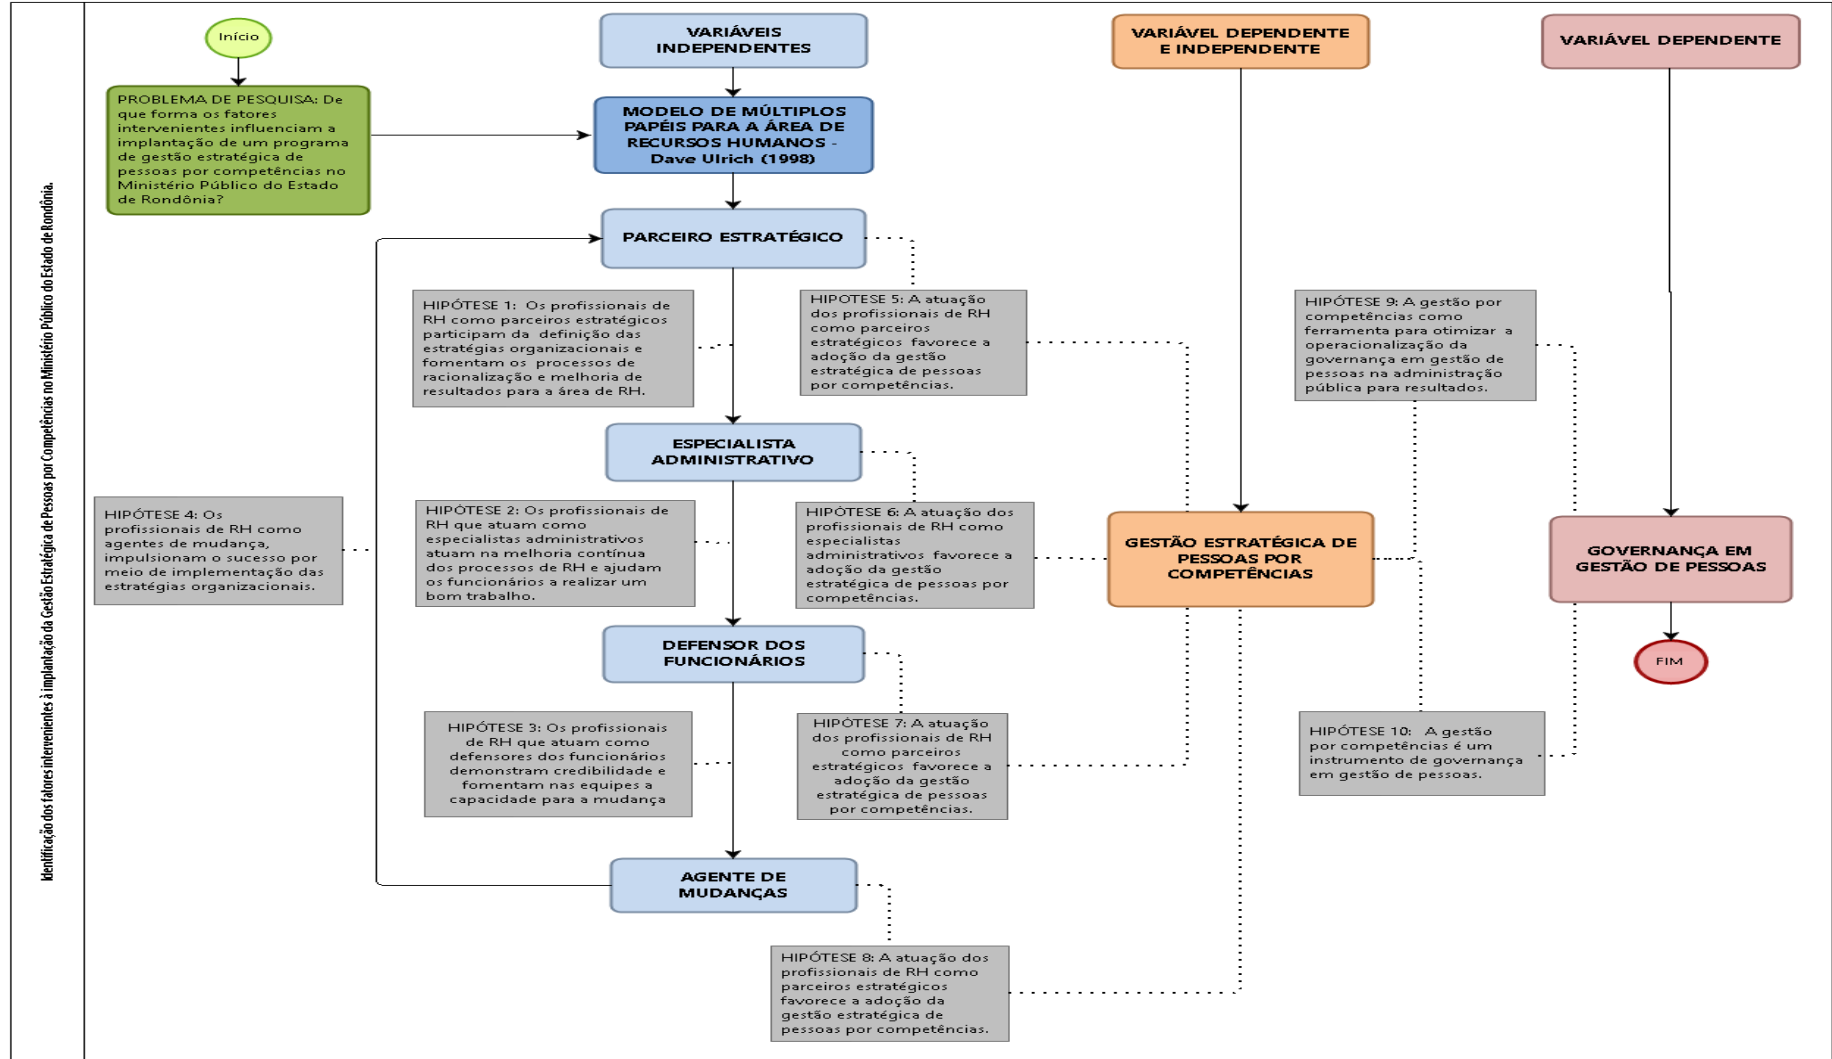 Identificação dos fatores intervenientes à implantação da Gestão Estratégica de Pessoas por Competências no Ministério Público do Estado de Rondônia.
Início
PROBLEMA DE PESQUISA: De
que forma os fatores
intervenientes influenciam a
implantação de um programa
de gestão estratégica de
pessoas por competências no
Ministério Público do Estado
de Rondônia?
VARIÁVEIS
INDEPENDENTES
MODELO DE MÚLTIPLOS
PAPÉIS PARA A ÁREA DE
RECURSOS HUMANOS -
Dave Ulrich (1998)
VARIÁVEL DEPENDENTE
E INDEPENDENTE
VARIÁVEL DEPENDENTE
PARCEIRO ESTRATÉGICO
HIPÓTESE 1:  Os profissionais de
RH como parceiros estratégicos
participam da  definição das
estratégias organizacionais e
fomentam os  processos de
racionalização e melhoria de
resultados para a área de RH.
HIPOTESE 5: A atuação
dos profissionais de RH
como parceiros
estratégicos  favorece a
adoção da gestão
estratégica de pessoas
por competências.
HIPÓTESE 9: A gestão por
competências como
ferramenta para otimizar  a
operacionalização da
governança em gestão de
pessoas na administração
pública para resultados.
ESPECIALISTA
ADMINISTRATIVO
HIPÓTESE 4: Os
profissionais de RH como
agentes de mudança,
impulsionam o sucesso por
meio de implementação das
estratégias organizacionais.
HIPÓTESE 2: Os profissionais de
RH que atuam como
especialistas administrativos
atuam na melhoria contínua
dos processos de RH e ajudam
os funcionários a realizar um
bom trabalho.
HIPÓTESE 6: A atuação dos
profissionais de RH como
especialistas
administrativos  favorece a
adoção da gestão
estratégica de pessoas por
competências.
GESTÃO ESTRATÉGICA DE
PESSOAS POR
COMPETÊNCIAS
GOVERNANÇA EM
GESTÃO DE PESSOAS
FIM
DEFENSOR DOS
FUNCIONÁRIOS
HIPÓTESE 3: Os profissionais
de RH que atuam como
defensores dos funcionários
demonstram credibilidade e
fomentam nas equipes a
capacidade para a mudança
HIPÓTESE 7: A atuação
dos profissionais de RH
como parceiros
estratégicos  favorece a
adoção da gestão
estratégica de pessoas
por competências.
HIPÓTESE 10:   A gestão
por competências é um
instrumento de governança
em gestão de pessoas.
AGENTE DE
MUDANÇAS
HIPÓTESE 8: A atuação dos
profissionais de RH como
parceiros estratégicos
favorece a adoção da
gestão estratégica de
pessoas por competências.